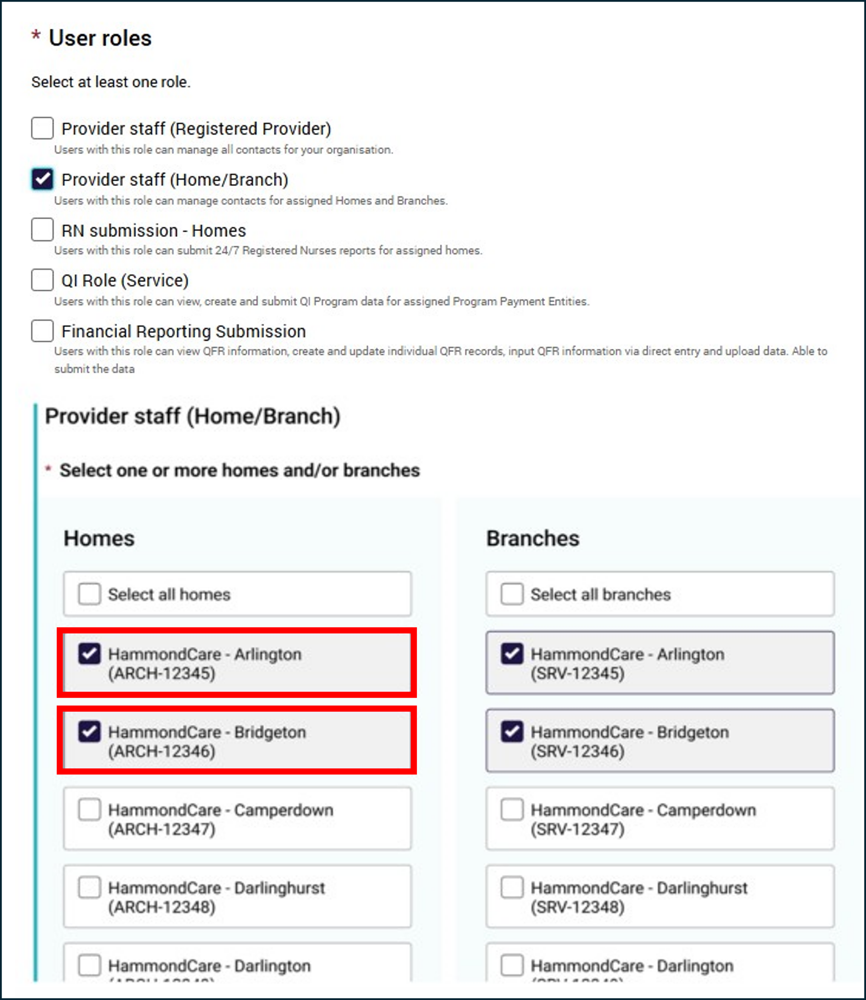 * User roles
Select at least one role.
Provider staff (Registered Provider)
Users with this role can manage all contacts for your organisation.
Provider staff (Home/Branch)
Users with this role can manage contacts for assigned Homes and Branches.
RN submission - Homes
Users with this role can submit 24/7 Registered Nurses reports for assigned homes.
QI Role (Service)
Users with this role can view, create and submit QI Program data for assigned Program Payment Entities.
Financial Reporting Submission
Users with this role can view QFR information, create and update individual QFR records, input QFR information via direct entry and upload data. Able to
submit the data
Provider staff (Home/Branch)
* Select one or more homes and/or branches
Homes
Select all homes
HammondCare - Arlington
(ARCH-12345)
HammondCare - Bridgeton
(ARCH-12346)
HammondCare - Camperdown
(ARCH-12347)
HammondCare - Darlinghurst
(ARCH-12348)
HammondCare - Darlington
Branches
Select all branches
HammondCare - Arlington
(SRV-12345)
HammondCare - Bridgeton
(SRV-12346)
HammondCare - Camperdown
(SRV-12347)
HammondCare - Darlinghurst
(SRV-12348)
HammondCare - Darlington